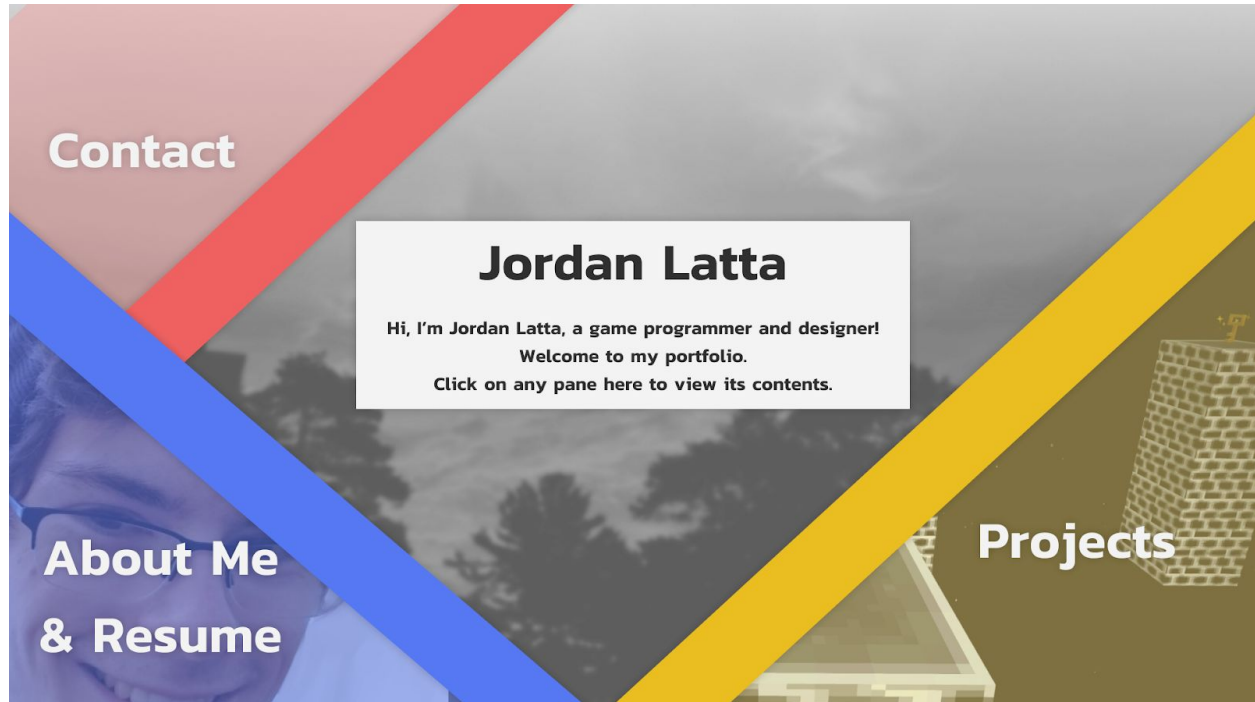 Contact
Jordan Latta
Hi, I'm Jordan Latta, a game programmer and designer!
Welcome to my portfolio.
Click on any pane here to view its contents.
About Me
& Resume
Projects